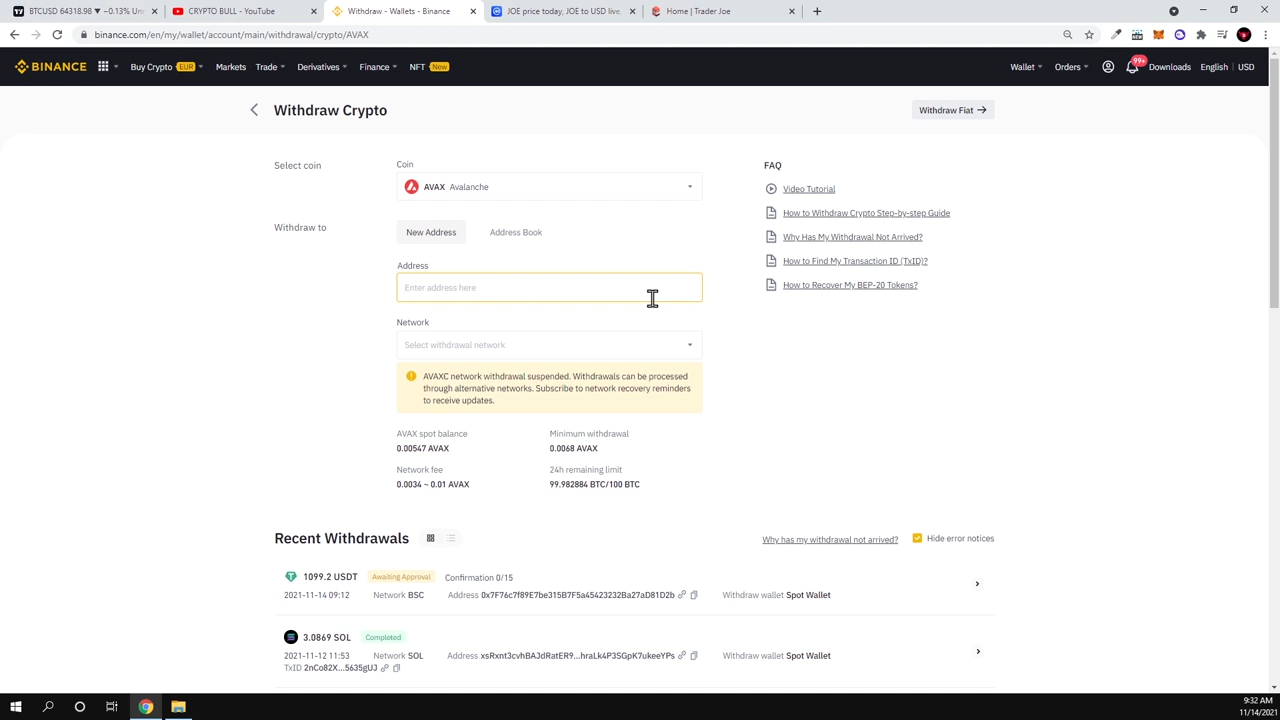 BTCUSD 64318.98 ▼ −0.12%
CRYPTO BULL - YouTube
Withdraw - Wallets - Binance
JOE price today, JOE to USD live,
Home | Trader Joe
binance.com/en/my/wallet/account/main/withdrawal/crypto/AVAX
BINANCE
Buy Crypto EUR
Markets
Trade
Derivatives
Finance
NFT New
Wallet
Orders
99+
Downloads
English | USD
Withdraw Crypto
Withdraw Fiat →
Select coin
Coin
AVAX Avalanche
FAQ
Video Tutorial
How to Withdraw Crypto Step-by-step Guide
Why Has My Withdrawal Not Arrived?
How to Find My Transaction ID (TxID)?
How to Recover My BEP-20 Tokens?
Withdraw to
New Address
Address Book
Address
Enter address here
Network
Select withdrawal network
AVAXC network withdrawal suspended. Withdrawals can be processed
through alternative networks. Subscribe to network recovery reminders
to receive updates.
AVAX spot balance
0.00547 AVAX
Minimum withdrawal
0.0068 AVAX
Network fee
0.0034 ~ 0.01 AVAX
24h remaining limit
99.982884 BTC/100 BTC
Recent Withdrawals
Why has my withdrawal not arrived?
Hide error notices
1099.2 USDT Awaiting Approval Confirmation 0/15
2021-11-14 09:12 Network BSC Address 0x7F76c7f89E7be315B7F5a45423232Ba27aD81D2b Withdraw wallet Spot Wallet
3.0869 SOL Completed
2021-11-12 11:53 Network SOL Address xsRxnt3cvhBAJdRatER9...hraLk4P3SGpK7ukeeYPs Withdraw wallet Spot Wallet
TxID 2nCo82X...5635gUJ
9:32 AM
11/14/2021